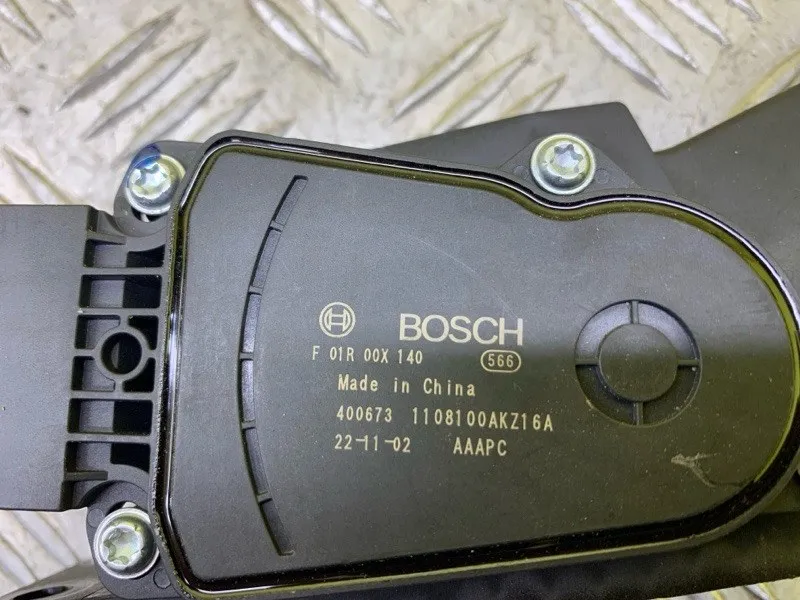 BOSCH
F 01R 00X 140 566
Made in China
400673 1108100AKZ16A
22-11-02 AAAPC